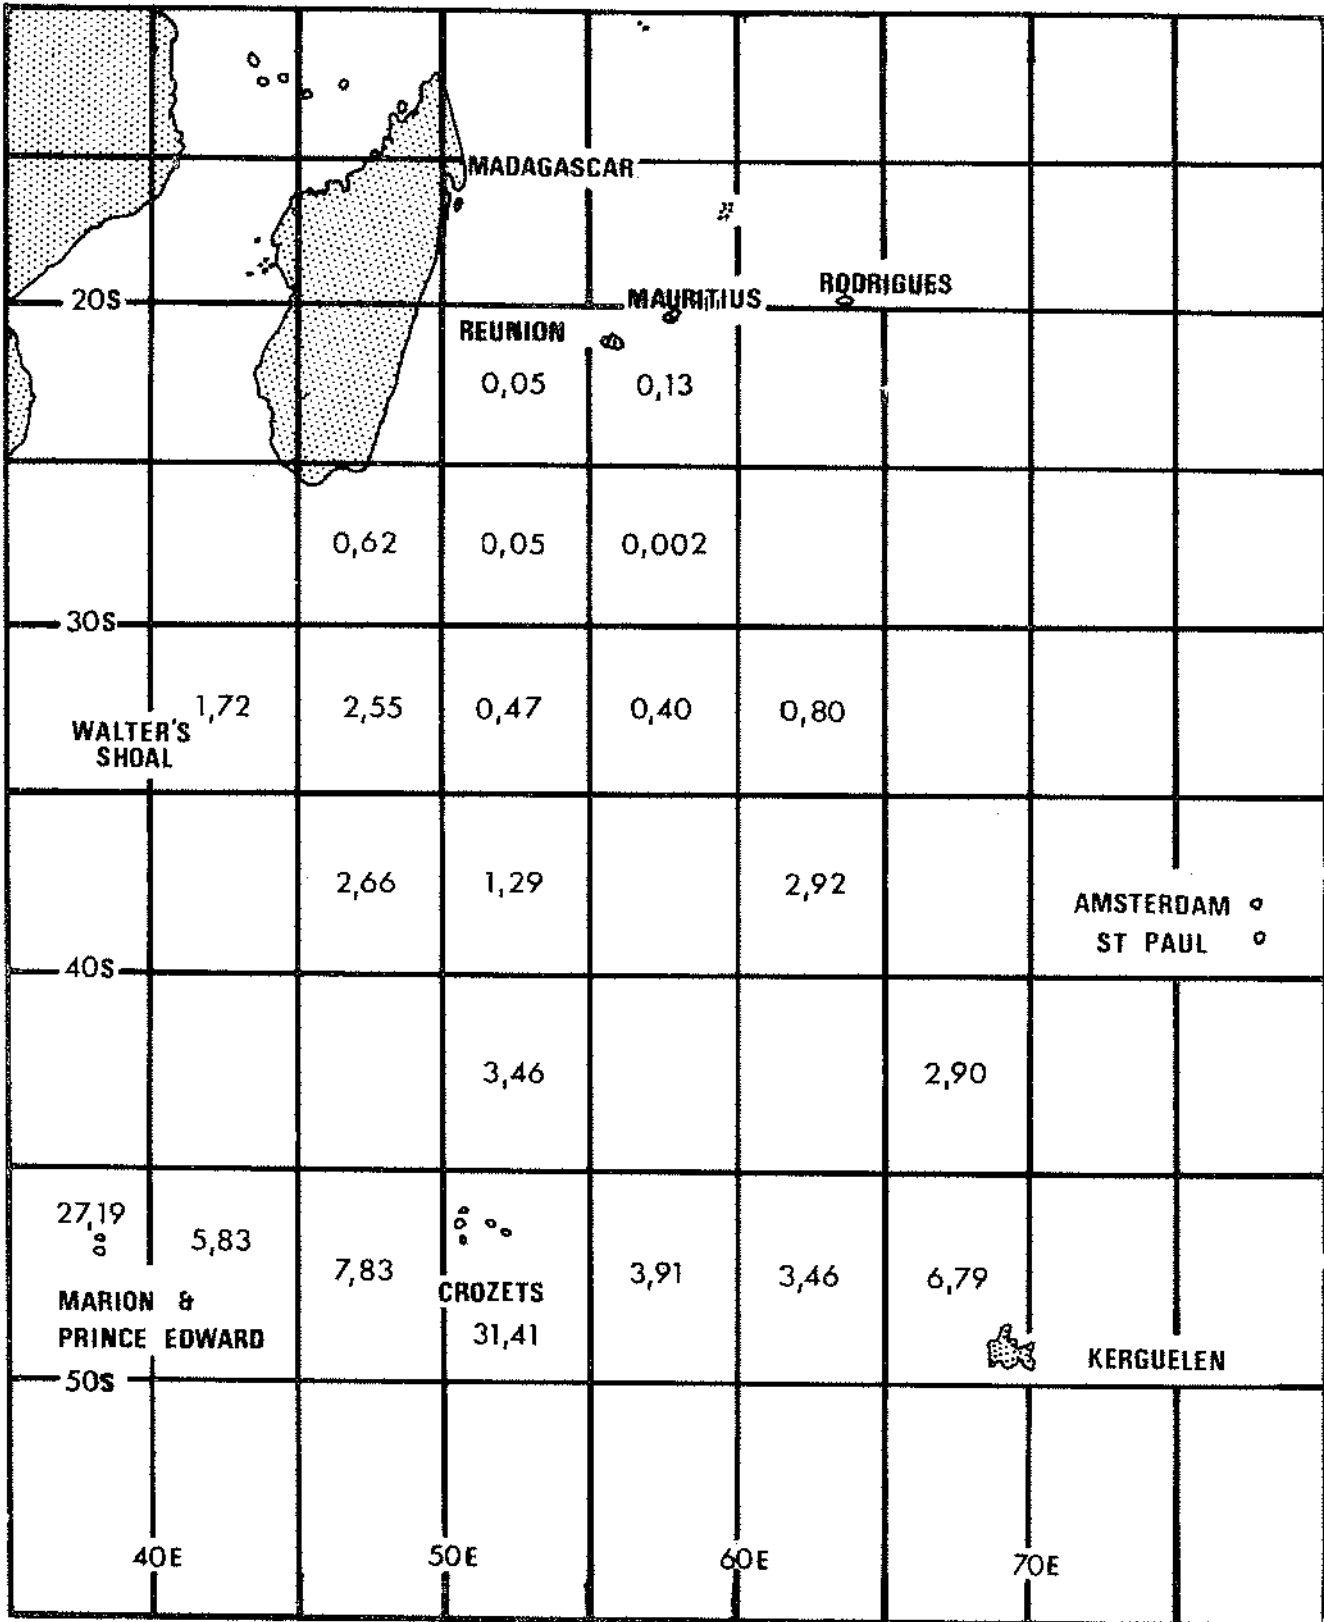 MADAGASCAR
RODRIGUES
20S
MAURITIUS
REUNION
0,05
0,13
0,62
0,05
0,002
30S
1,72
2,55
0,47
0,40
0,80
WALTER'S
SHOAL
2,66
1,29
2,92
AMSTERDAM
ST PAUL
40S
3,46
2,90
27,19
5,83
7,83
3,91
3,46
6,79
CROZETS
31,41
MARION &
PRINCE EDWARD
KERGUELEN
50S
40E
50E
60E
70E